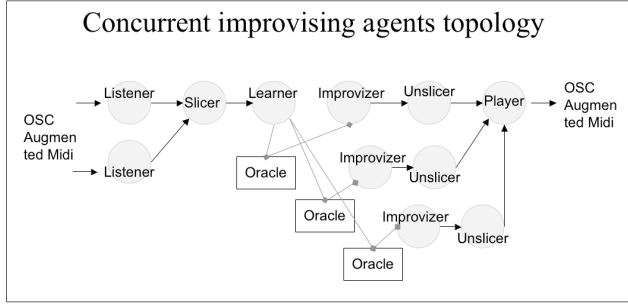 Concurrent improvising agents topology
OSC
Augmen
ted Midi
Listener
Listener
Slicer
Learner
Improvizer
Unslicer
Player
OSC
Augmen
ted Midi
Oracle
Improvizer
Unslicer
Oracle
Improvizer
Unslicer
Oracle